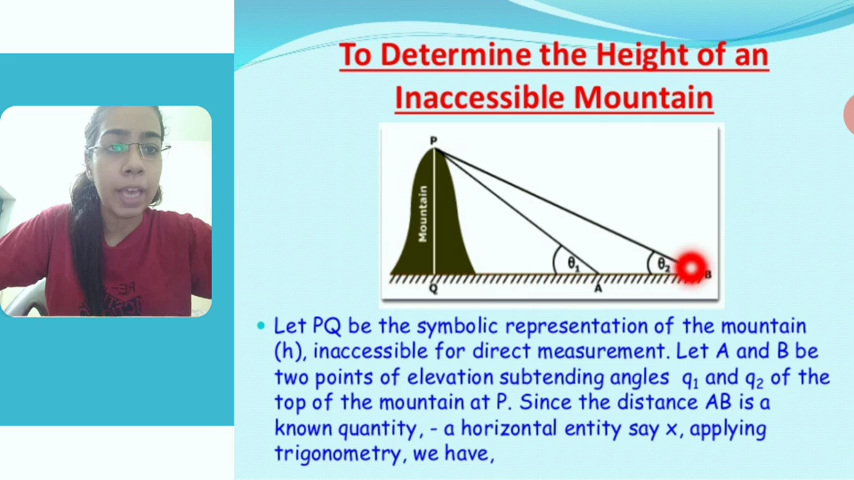 To Determine the Height of an
Inaccessible Mountain
P
Mountain
θ1
θ2
B
Q
A
• Let PQ be the symbolic representation of the mountain
(h), inaccessible for direct measurement. Let A and B be
two points of elevation subtending angles q1 and q2 of the
top of the mountain at P. Since the distance AB is a
known quantity, - a horizontal entity say x, applying
trigonometry, we have,